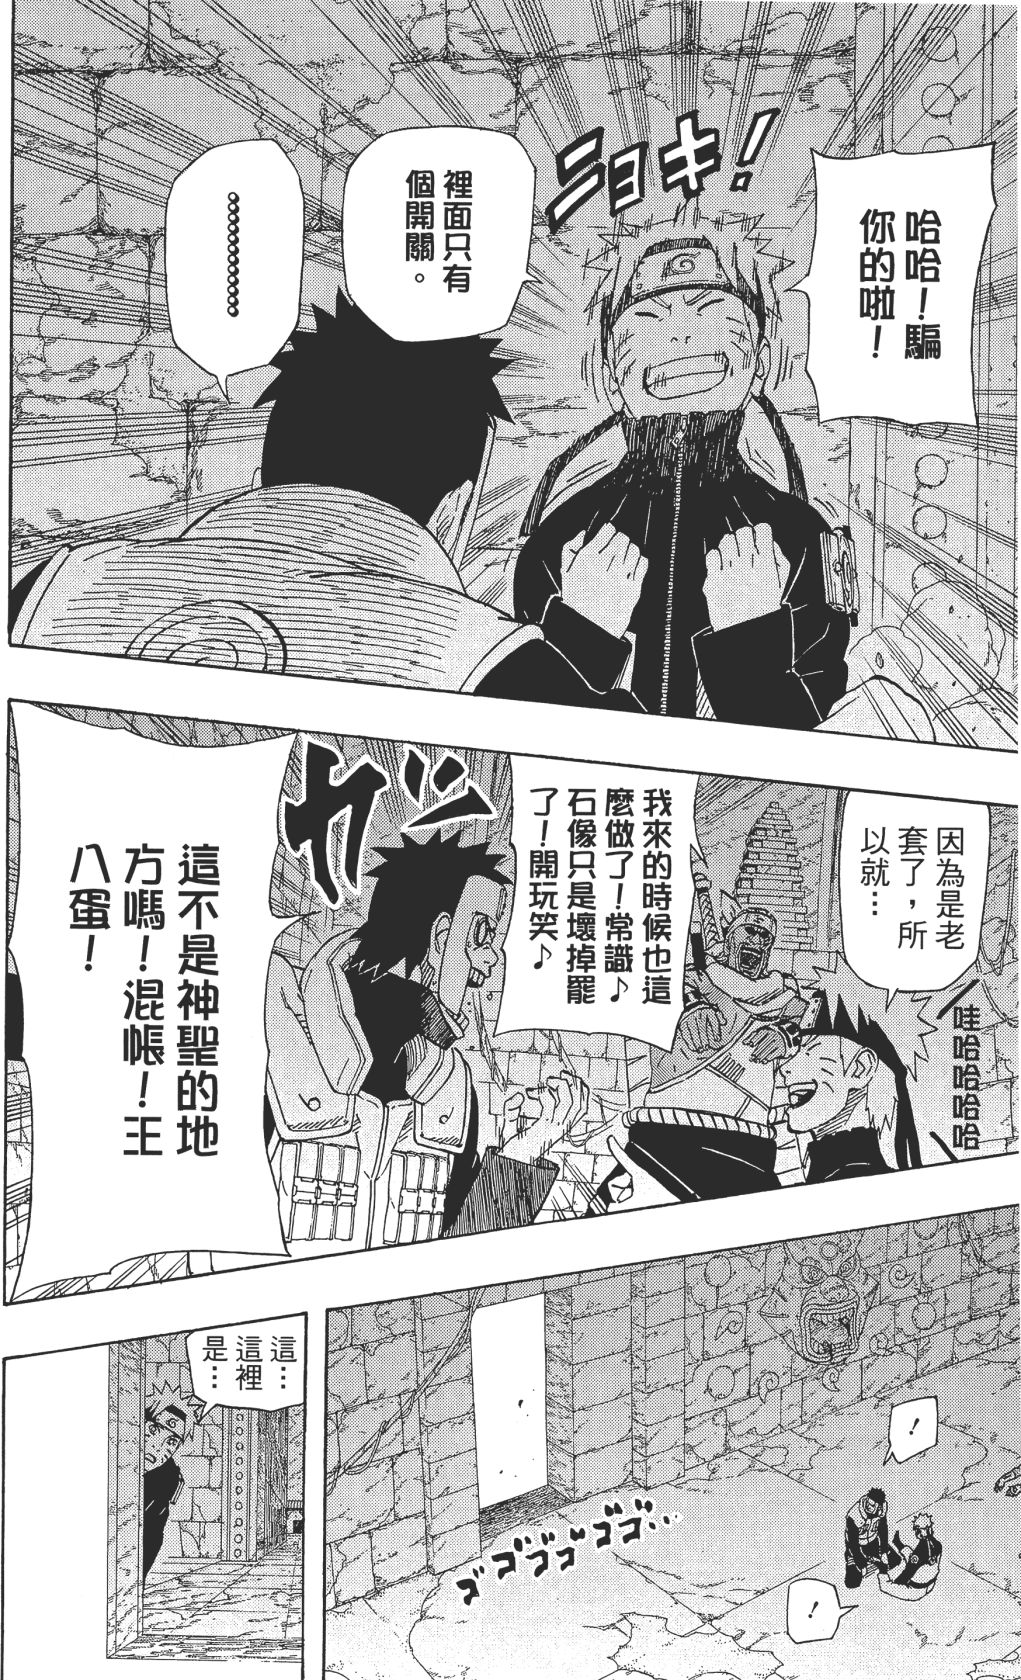 哈哈！騙
你的啦！
ニョキ！
裡面只有
個開關。
…………
因為是老
套了，所
以就…
哇哈哈哈哈
我來的時候也這
麼做了！常識♪
石像只是壞掉罷
了！開玩笑♪
ガバッ
這不是神聖的地
方嗎！混帳！王
八蛋！
！
！
ゴゴゴゴゴゴ…
這…
這裡
是…